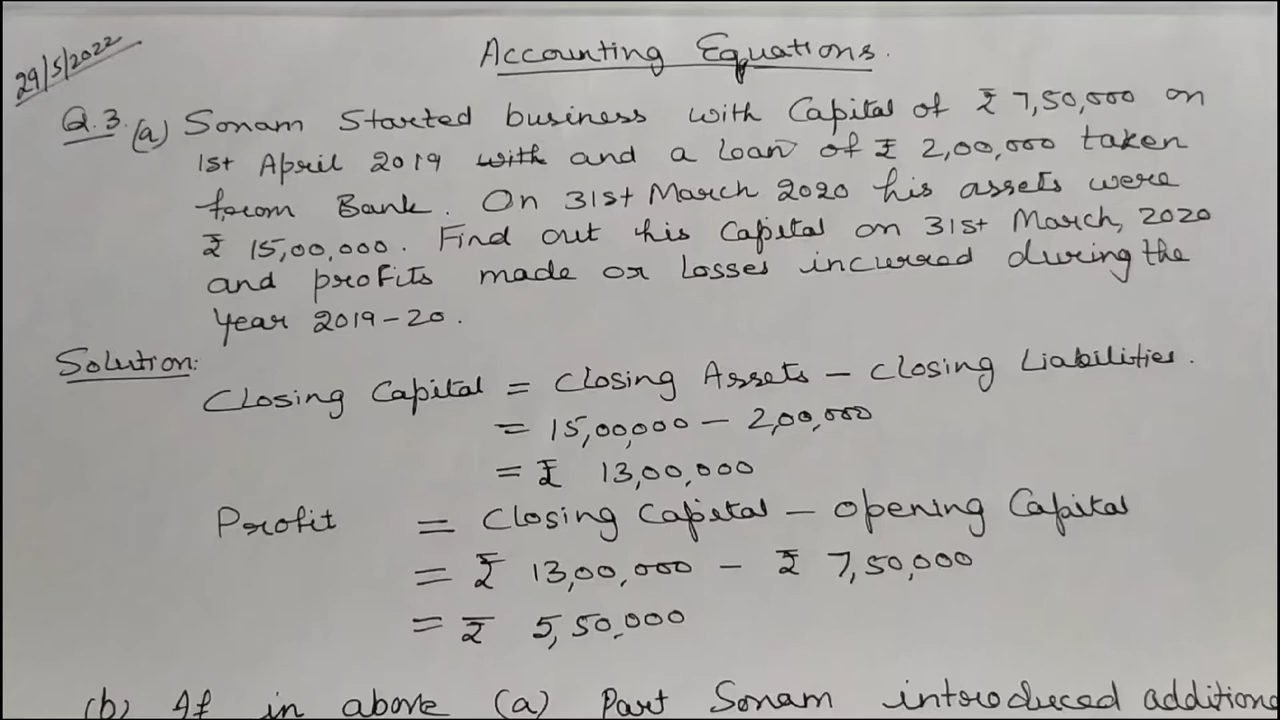 29/5/2022
Accounting Equations.
Q.3. (a) Sonam Started business with Capital of ₹ 7,50,000 on
1st April 2019 with and a loan of ₹ 2,00,000 taken
from Bank. On 31st March 2020 his assets were
₹ 15,00,000. Find out his Capital on 31st March, 2020
and profits made or losses incurred during the
Year 2019-20.
Solution:
Closing Capital = Closing Assets - Closing Liabilities.
= 15,00,000 - 2,00,000
= ₹ 13,00,000
Profit = Closing Capital - Opening Capital
= ₹ 13,00,000 - ₹ 7,50,000
= ₹ 5,50,000
(b) If in above (a) Part Sonam introduced